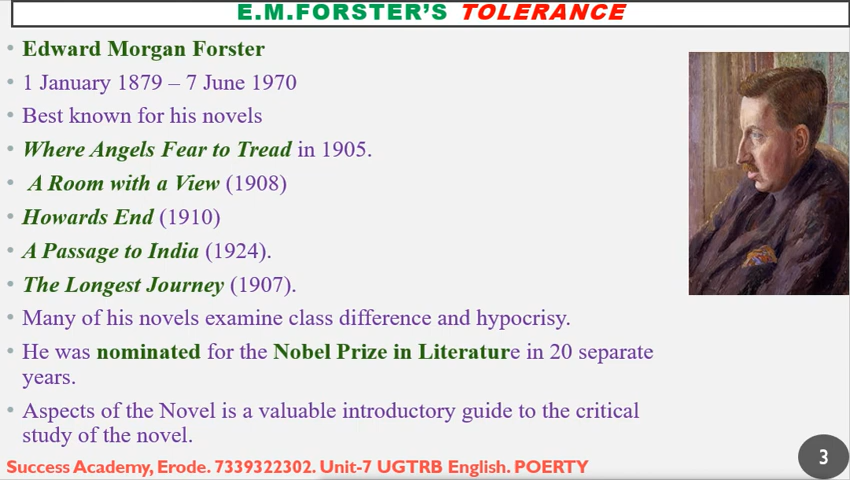 E.M.FORSTER'S TOLERANCE
• Edward Morgan Forster
• 1 January 1879 – 7 June 1970
• Best known for his novels
• Where Angels Fear to Tread in 1905.
• A Room with a View (1908)
• Howards End (1910)
• A Passage to India (1924).
• The Longest Journey (1907).
• Many of his novels examine class difference and hypocrisy.
• He was nominated for the Nobel Prize in Literature in 20 separate
years.
• Aspects of the Novel is a valuable introductory guide to the critical
study of the novel.
Success Academy, Erode. 7339322302. Unit-7 UGTRB English. POERTY
3